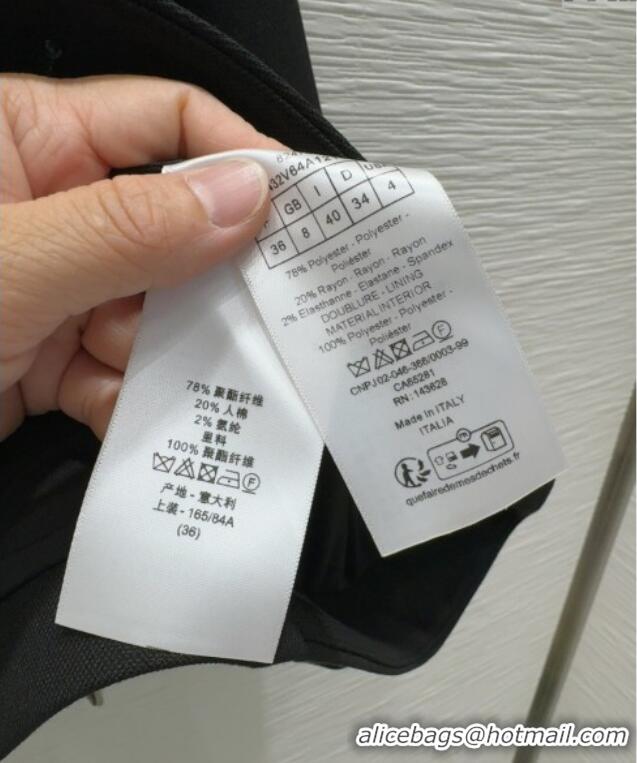 432V64A12
GB I D
36 8 40 34 4
78% Polyester - Polyester -
Poliéster
20% Rayon - Rayon - Rayon
2% Elasthanne - Elastane - Spandex
DOUBLURE - LINING
MATERIAL INTERIOR
100% Polyester - Polyester -
Poliéster
F
CNPJ/02-046-366/0003-99
CA65281
RN: 143628
Made in ITALY
ITALIA
FR
quefairedemesdechets.fr
78% 聚酯纤维
20% 人棉
2% 氨纶
里料
100% 聚酯纤维
F
产地 - 意大利
上装 - 165/84A
(36)
alicebags@hotmail.com